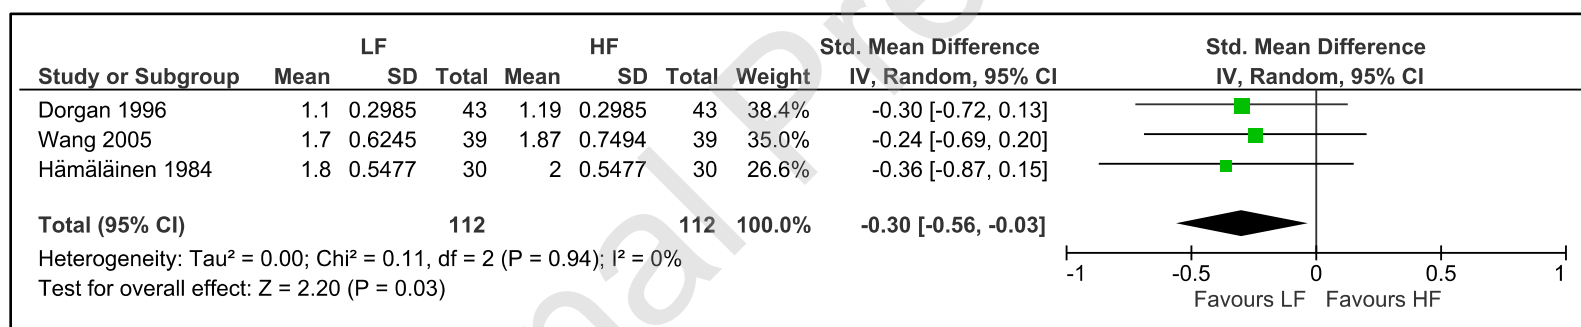 LF HF Std. Mean Difference Std. Mean Difference
Study or Subgroup Mean SD Total Mean SD Total Weight IV, Random, 95% CI IV, Random, 95% CI
Dorgan 1996 1.1 0.2985 43 1.19 0.2985 43 38.4% -0.30 [-0.72, 0.13]
Wang 2005 1.7 0.6245 39 1.87 0.7494 39 35.0% -0.24 [-0.69, 0.20]
Hämäläinen 1984 1.8 0.5477 30 2 0.5477 30 26.6% -0.36 [-0.87, 0.15]
Total (95% CI) 112 112 100.0% -0.30 [-0.56, -0.03]
Heterogeneity: Tau² = 0.00; Chi² = 0.11, df = 2 (P = 0.94); I² = 0%
Test for overall effect: Z = 2.20 (P = 0.03)
-1 -0.5 0 0.5 1
Favours LF Favours HF